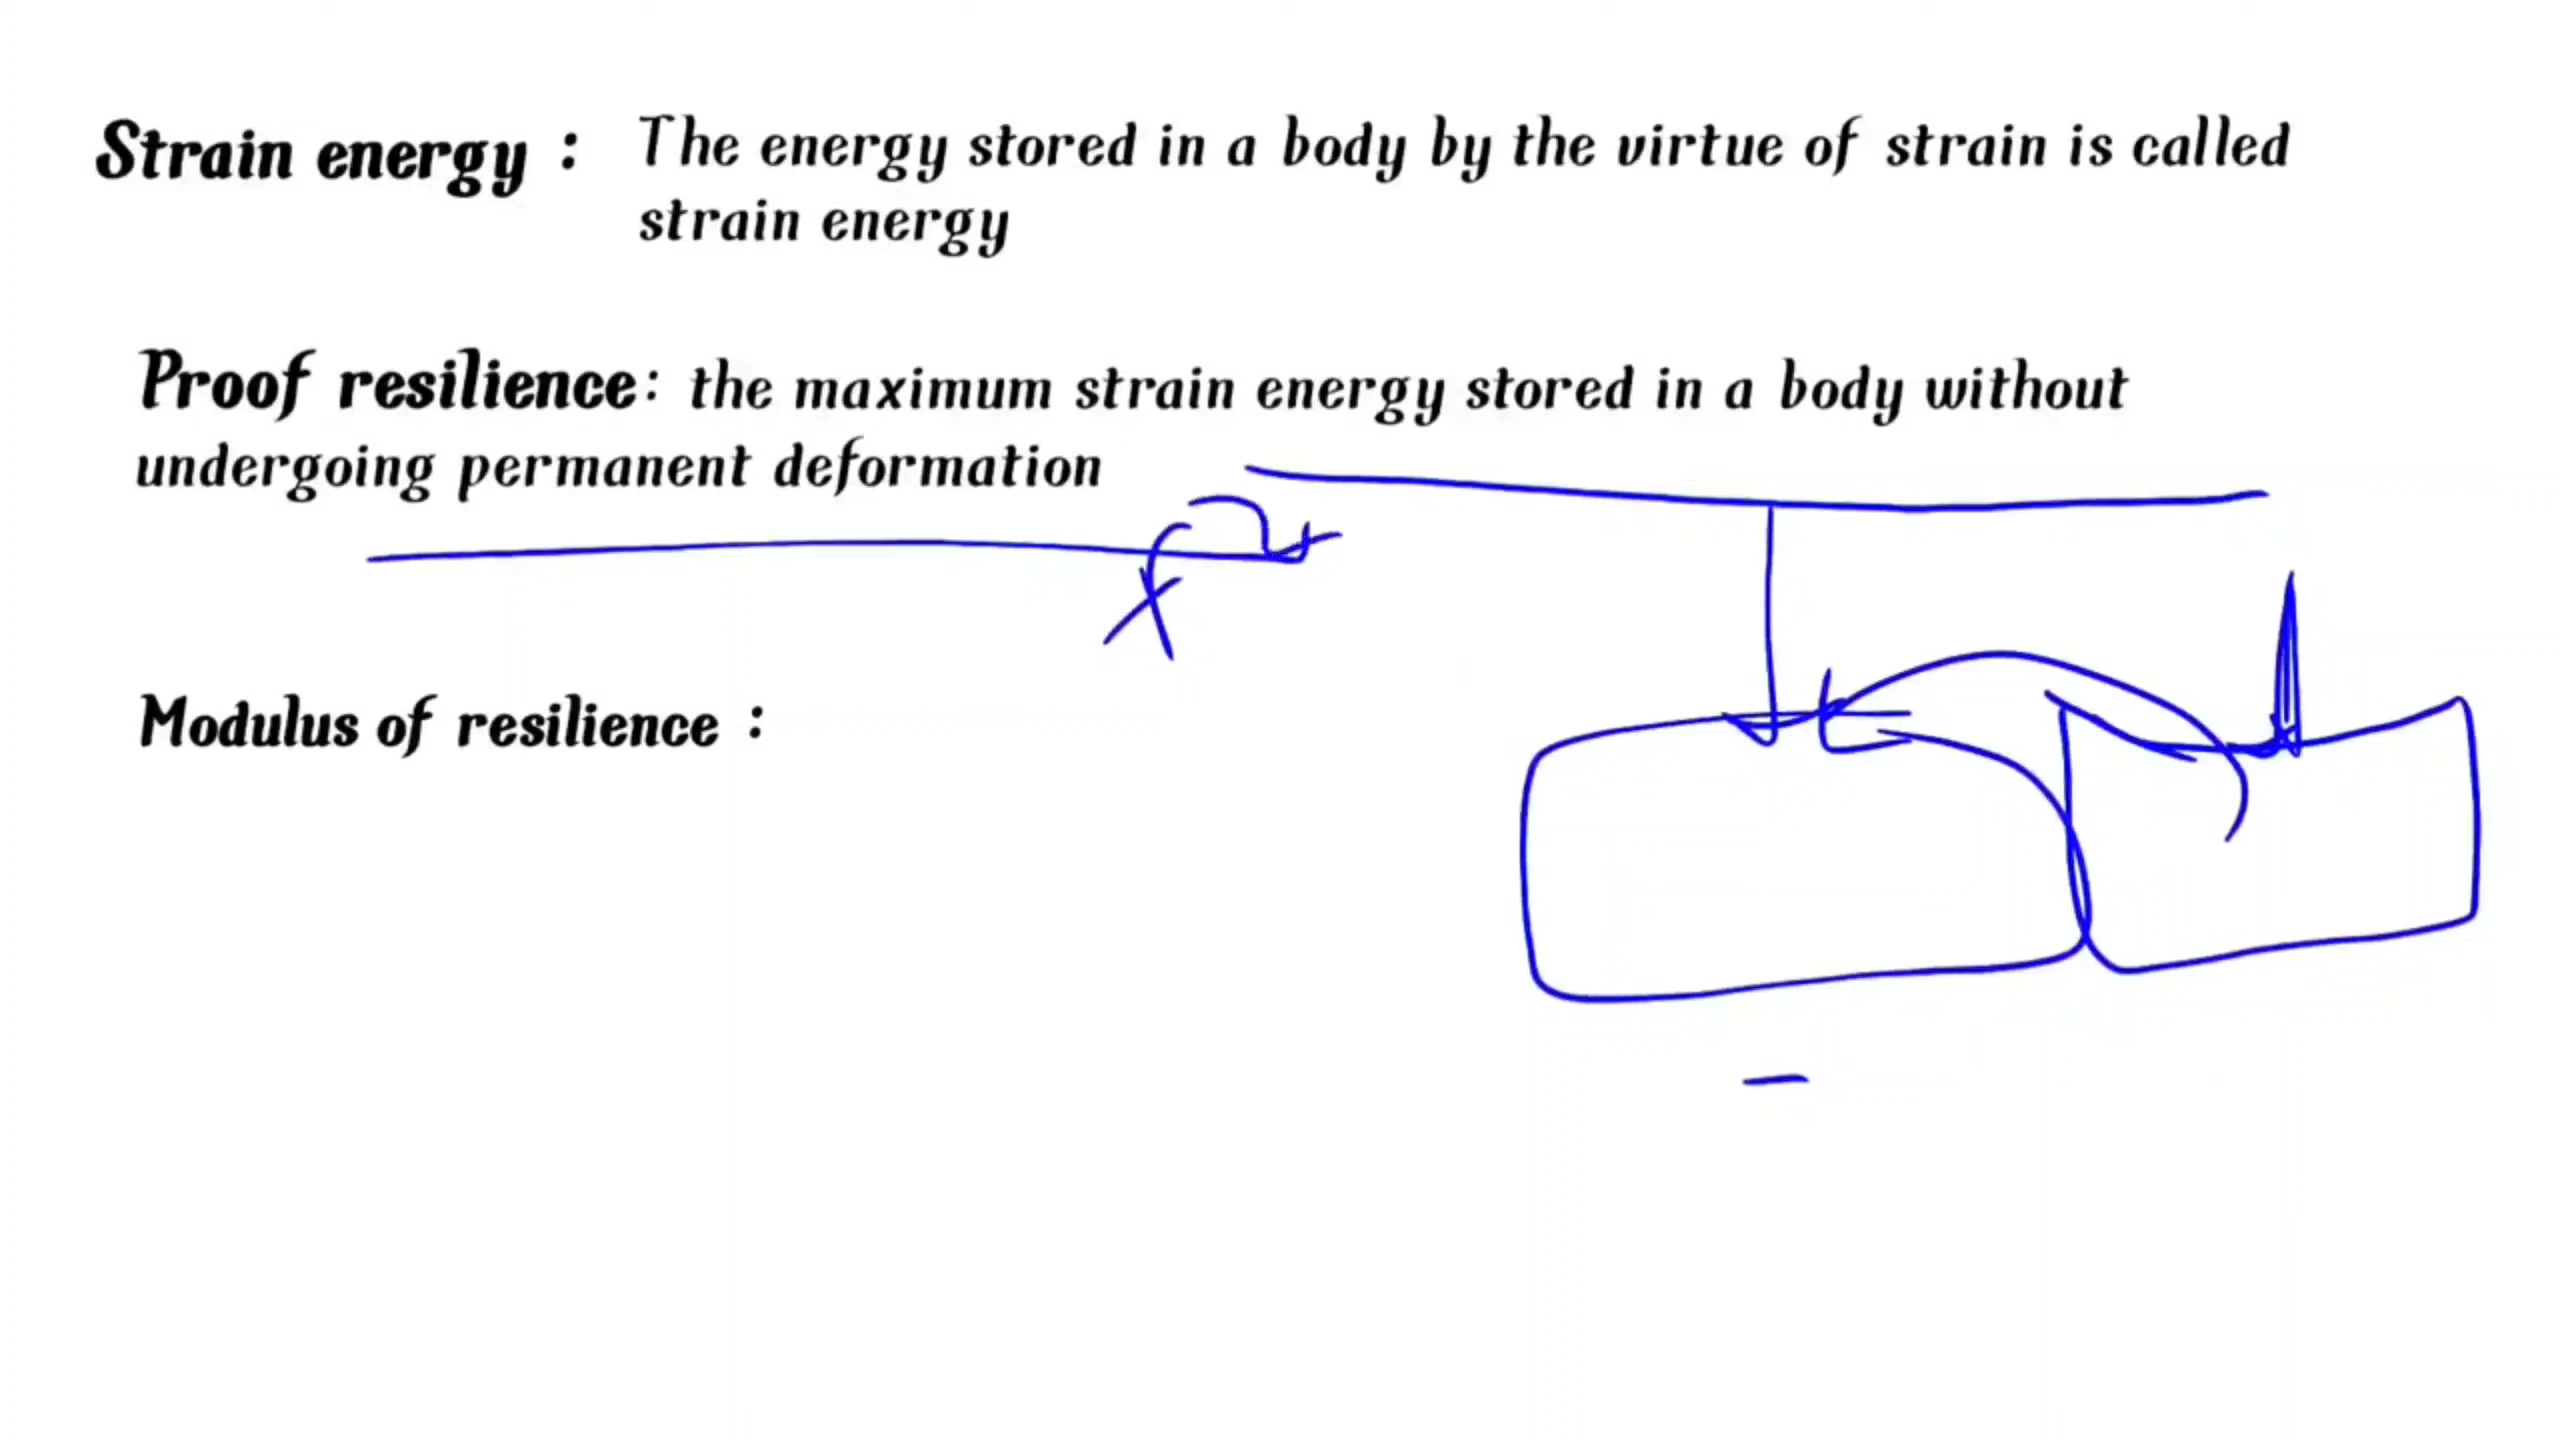 Strain energy : The energy stored in a body by the virtue of strain is called
strain energy
Proof resilience: the maximum strain energy stored in a body without
undergoing permanent deformation
Modulus of resilience :